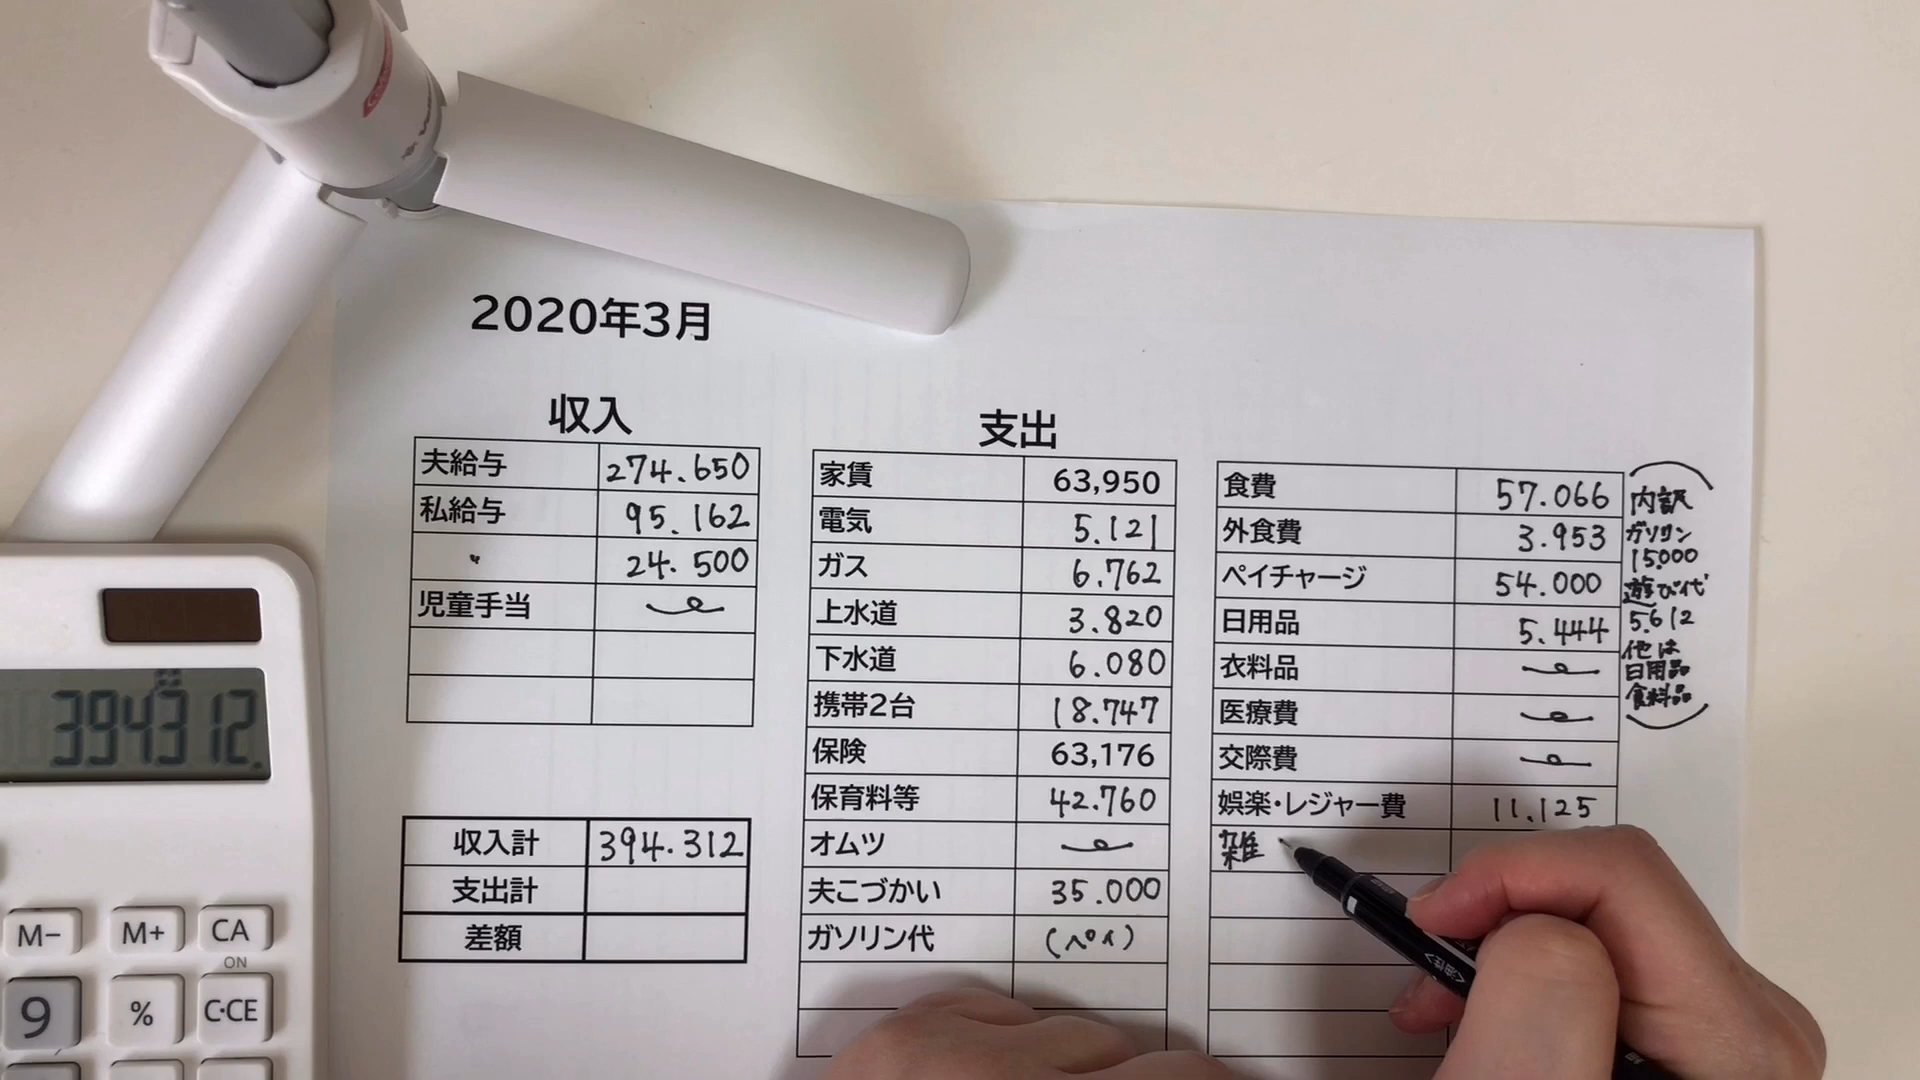 2020年3月
収入
夫給与 274.650
私給与 95.162
〃 24.500
児童手当
収入計 394.312
支出計
差額
支出
家賃 63,950
電気 5.121
ガス 6.762
上水道 3.820
下水道 6.080
携帯2台 18.747
保険 63,176
保育料等 42.760
オムツ
夫こづかい 35.000
ガソリン代 (ペイ)
食費 57.066
外食費 3.953
ペイチャージ 54.000
日用品 5.444
衣料品
医療費
交際費
娯楽・レジャー費 11.125
雑
内訳
ガソリン
15.000
遊び代
5.612
他は
日用品
食料品
394312.
M− M+ CA
ON
9 % C·CE